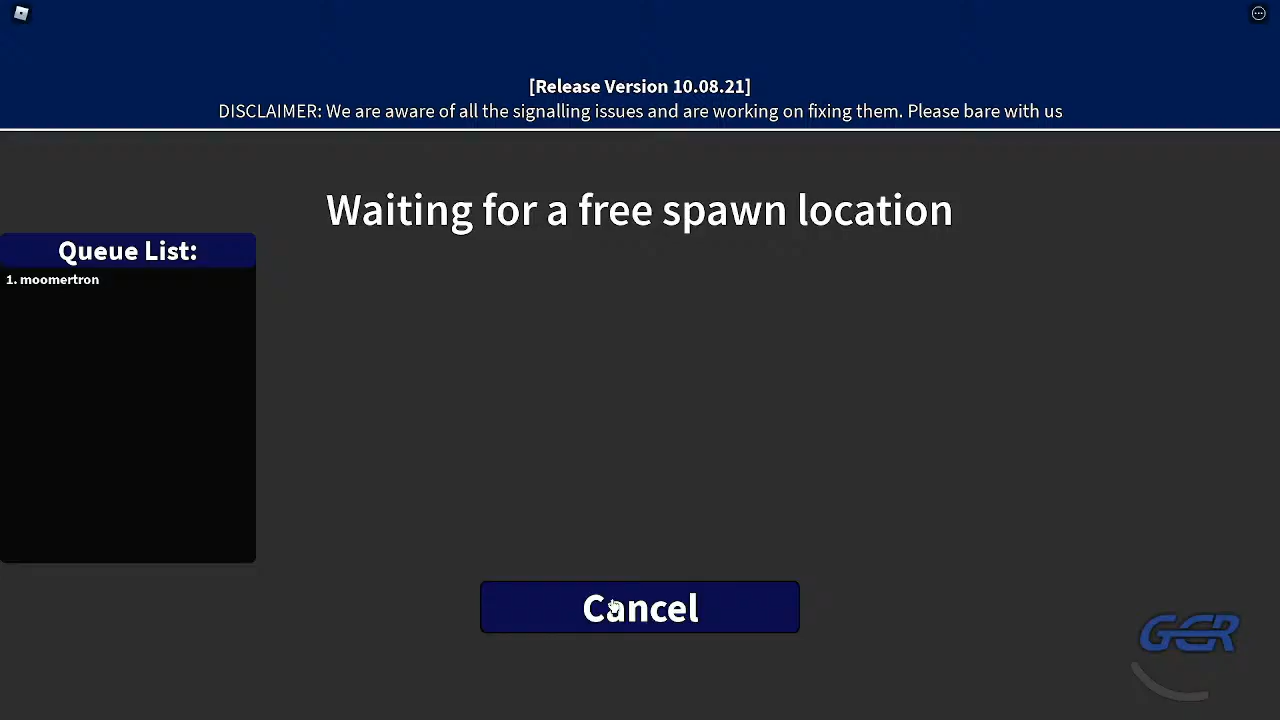 [Release Version 10.08.21]
DISCLAIMER: We are aware of all the signalling issues and are working on fixing them. Please bare with us
Waiting for a free spawn location
Queue List:
1. moomertron
Cancel
GCR